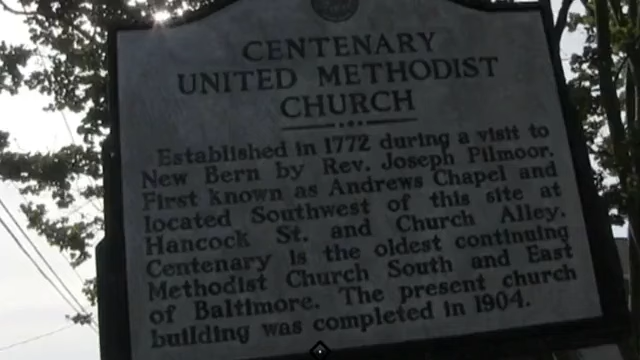 CENTENARY
UNITED METHODIST
CHURCH
Established in 1772 during a visit to
New Bern by Rev. Joseph Pilmoor.
First known as Andrews Chapel and
located Southwest of this site at
Hancock St. and Church Alley.
Centenary is the oldest continuing
Methodist Church South and East
of Baltimore. The present church
building was completed in 1904.